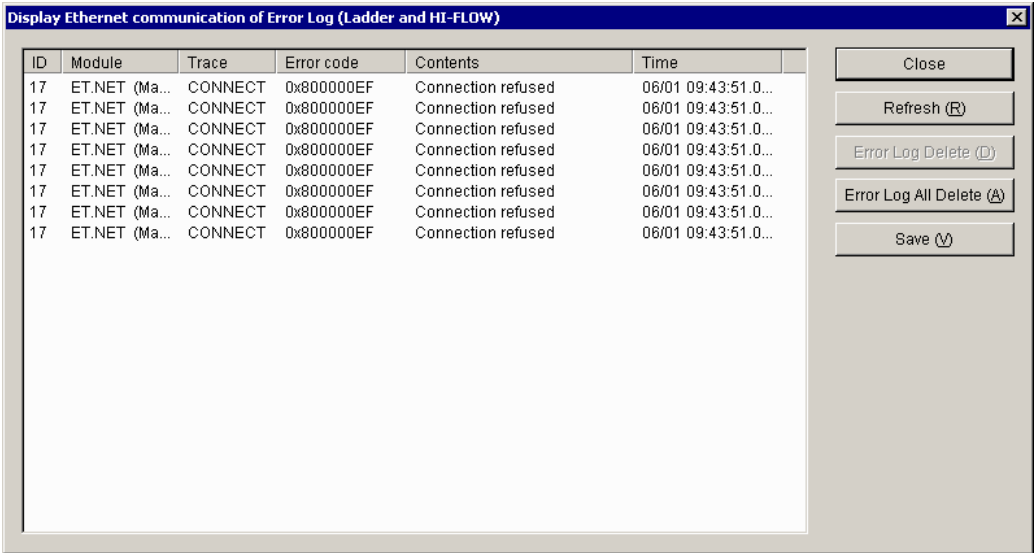 Display Ethernet communication of Error Log (Ladder and HI-FLOW)
ID Module Trace Error code Contents Time
17 ET.NET (Ma... CONNECT 0x800000EF Connection refused 06/01 09:43:51.0...
17 ET.NET (Ma... CONNECT 0x800000EF Connection refused 06/01 09:43:51.0...
17 ET.NET (Ma... CONNECT 0x800000EF Connection refused 06/01 09:43:51.0...
17 ET.NET (Ma... CONNECT 0x800000EF Connection refused 06/01 09:43:51.0...
17 ET.NET (Ma... CONNECT 0x800000EF Connection refused 06/01 09:43:51.0...
17 ET.NET (Ma... CONNECT 0x800000EF Connection refused 06/01 09:43:51.0...
17 ET.NET (Ma... CONNECT 0x800000EF Connection refused 06/01 09:43:51.0...
17 ET.NET (Ma... CONNECT 0x800000EF Connection refused 06/01 09:43:51.0...
Close
Refresh (R)
Error Log Delete (D)
Error Log All Delete (A)
Save (V)